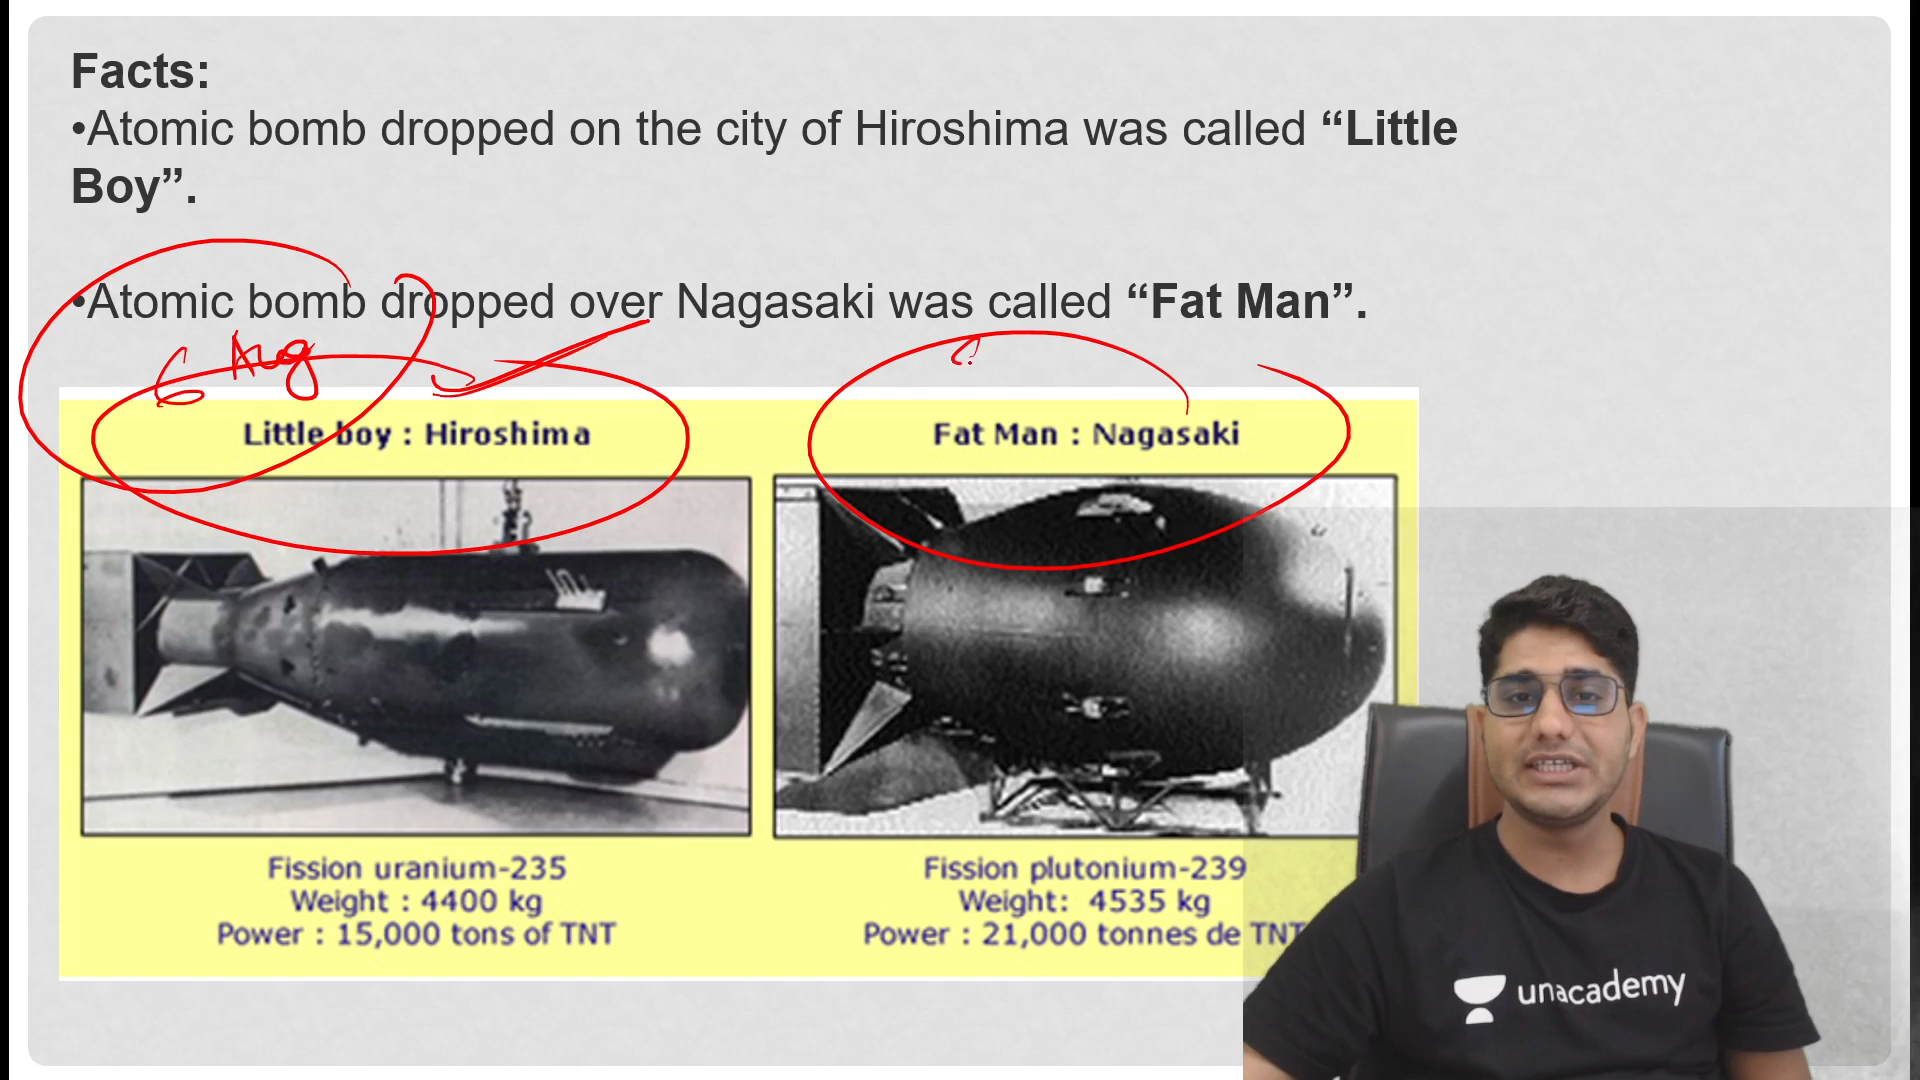 Facts:
•Atomic bomb dropped on the city of Hiroshima was called “Little
Boy”.
•Atomic bomb dropped over Nagasaki was called “Fat Man”.
6 Aug
Little boy : Hiroshima
Fat Man : Nagasaki
Fission uranium-235
Weight : 4400 kg
Power : 15,000 tons of TNT
Fission plutonium-239
Weight: 4535 kg
Power : 21,000 tonnes de TNT
unacademy